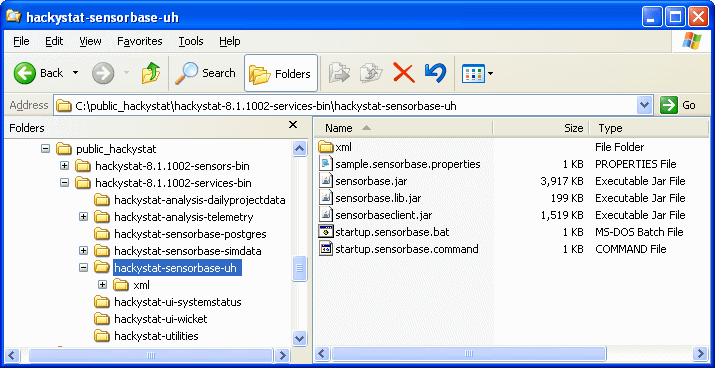 hackystat-sensorbase-uh
File Edit View Favorites Tools Help
Back Search Folders
Address C:\public_hackystat\hackystat-8.1.1002-services-bin\hackystat-sensorbase-uh Go
Folders
Name Size Type
public_hackystat
hackystat-8.1.1002-sensors-bin
hackystat-8.1.1002-services-bin
hackystat-analysis-dailyprojectdata
hackystat-analysis-telemetry
hackystat-sensorbase-postgres
hackystat-sensorbase-simdata
hackystat-sensorbase-uh
xml
hackystat-ui-systemstatus
hackystat-ui-wicket
hackystat-utilities
xml File Folder
sample.sensorbase.properties 1 KB PROPERTIES File
sensorbase.jar 3,917 KB Executable Jar File
sensorbase.lib.jar 199 KB Executable Jar File
sensorbaseclient.jar 1,519 KB Executable Jar File
startup.sensorbase.bat 1 KB MS-DOS Batch File
startup.sensorbase.command 1 KB COMMAND File